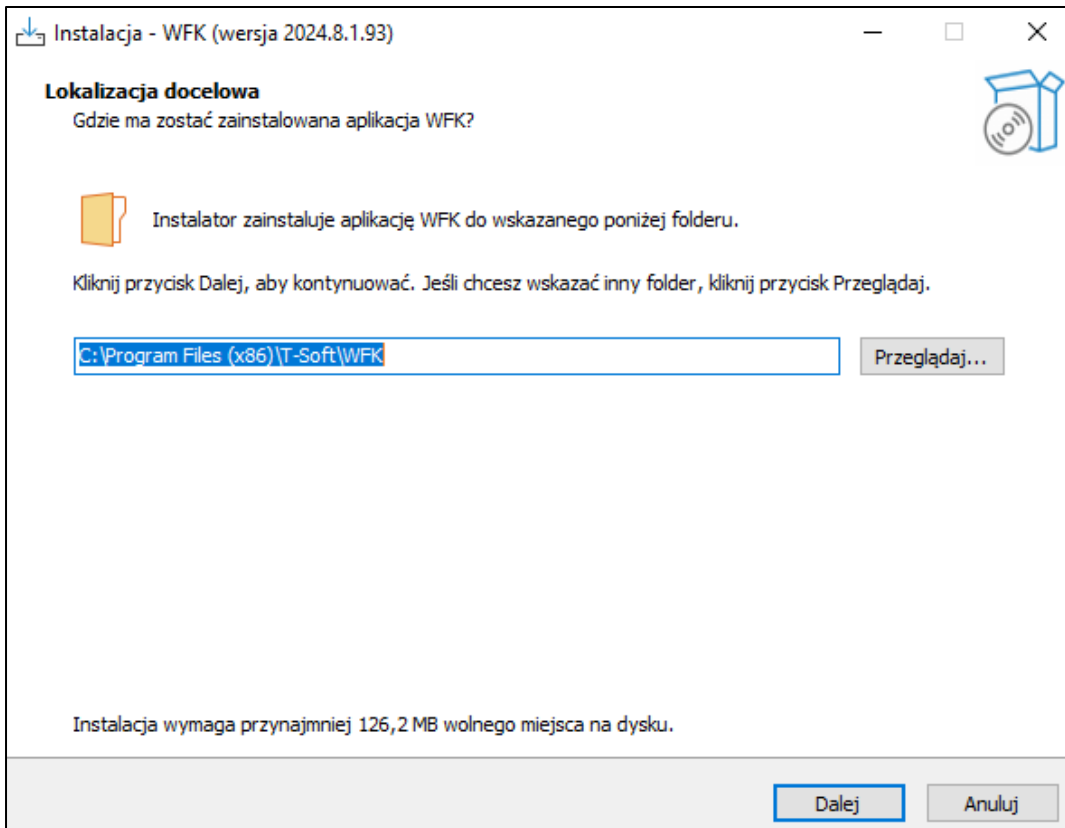 Instalacja - WFK (wersja 2024.8.1.93)
Lokalizacja docelowa
Gdzie ma zostać zainstalowana aplikacja WFK?
Instalator zainstaluje aplikację WFK do wskazanego poniżej folderu.
Kliknij przycisk Dalej, aby kontynuować. Jeśli chcesz wskazać inny folder, kliknij przycisk Przeglądaj.
C:\Program Files (x86)\T-Soft\WFK
Przeglądaj...
Instalacja wymaga przynajmniej 126,2 MB wolnego miejsca na dysku.
Dalej
Anuluj